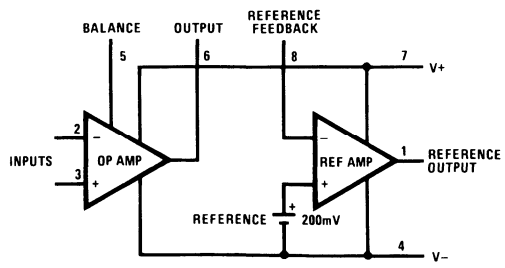 BALANCE
OUTPUT
REFERENCE
FEEDBACK
5
6
8
7
V+
2
−
OP AMP
INPUTS
3
+
−
REF AMP
+
1
REFERENCE
OUTPUT
REFERENCE
+
200mV
4
V−